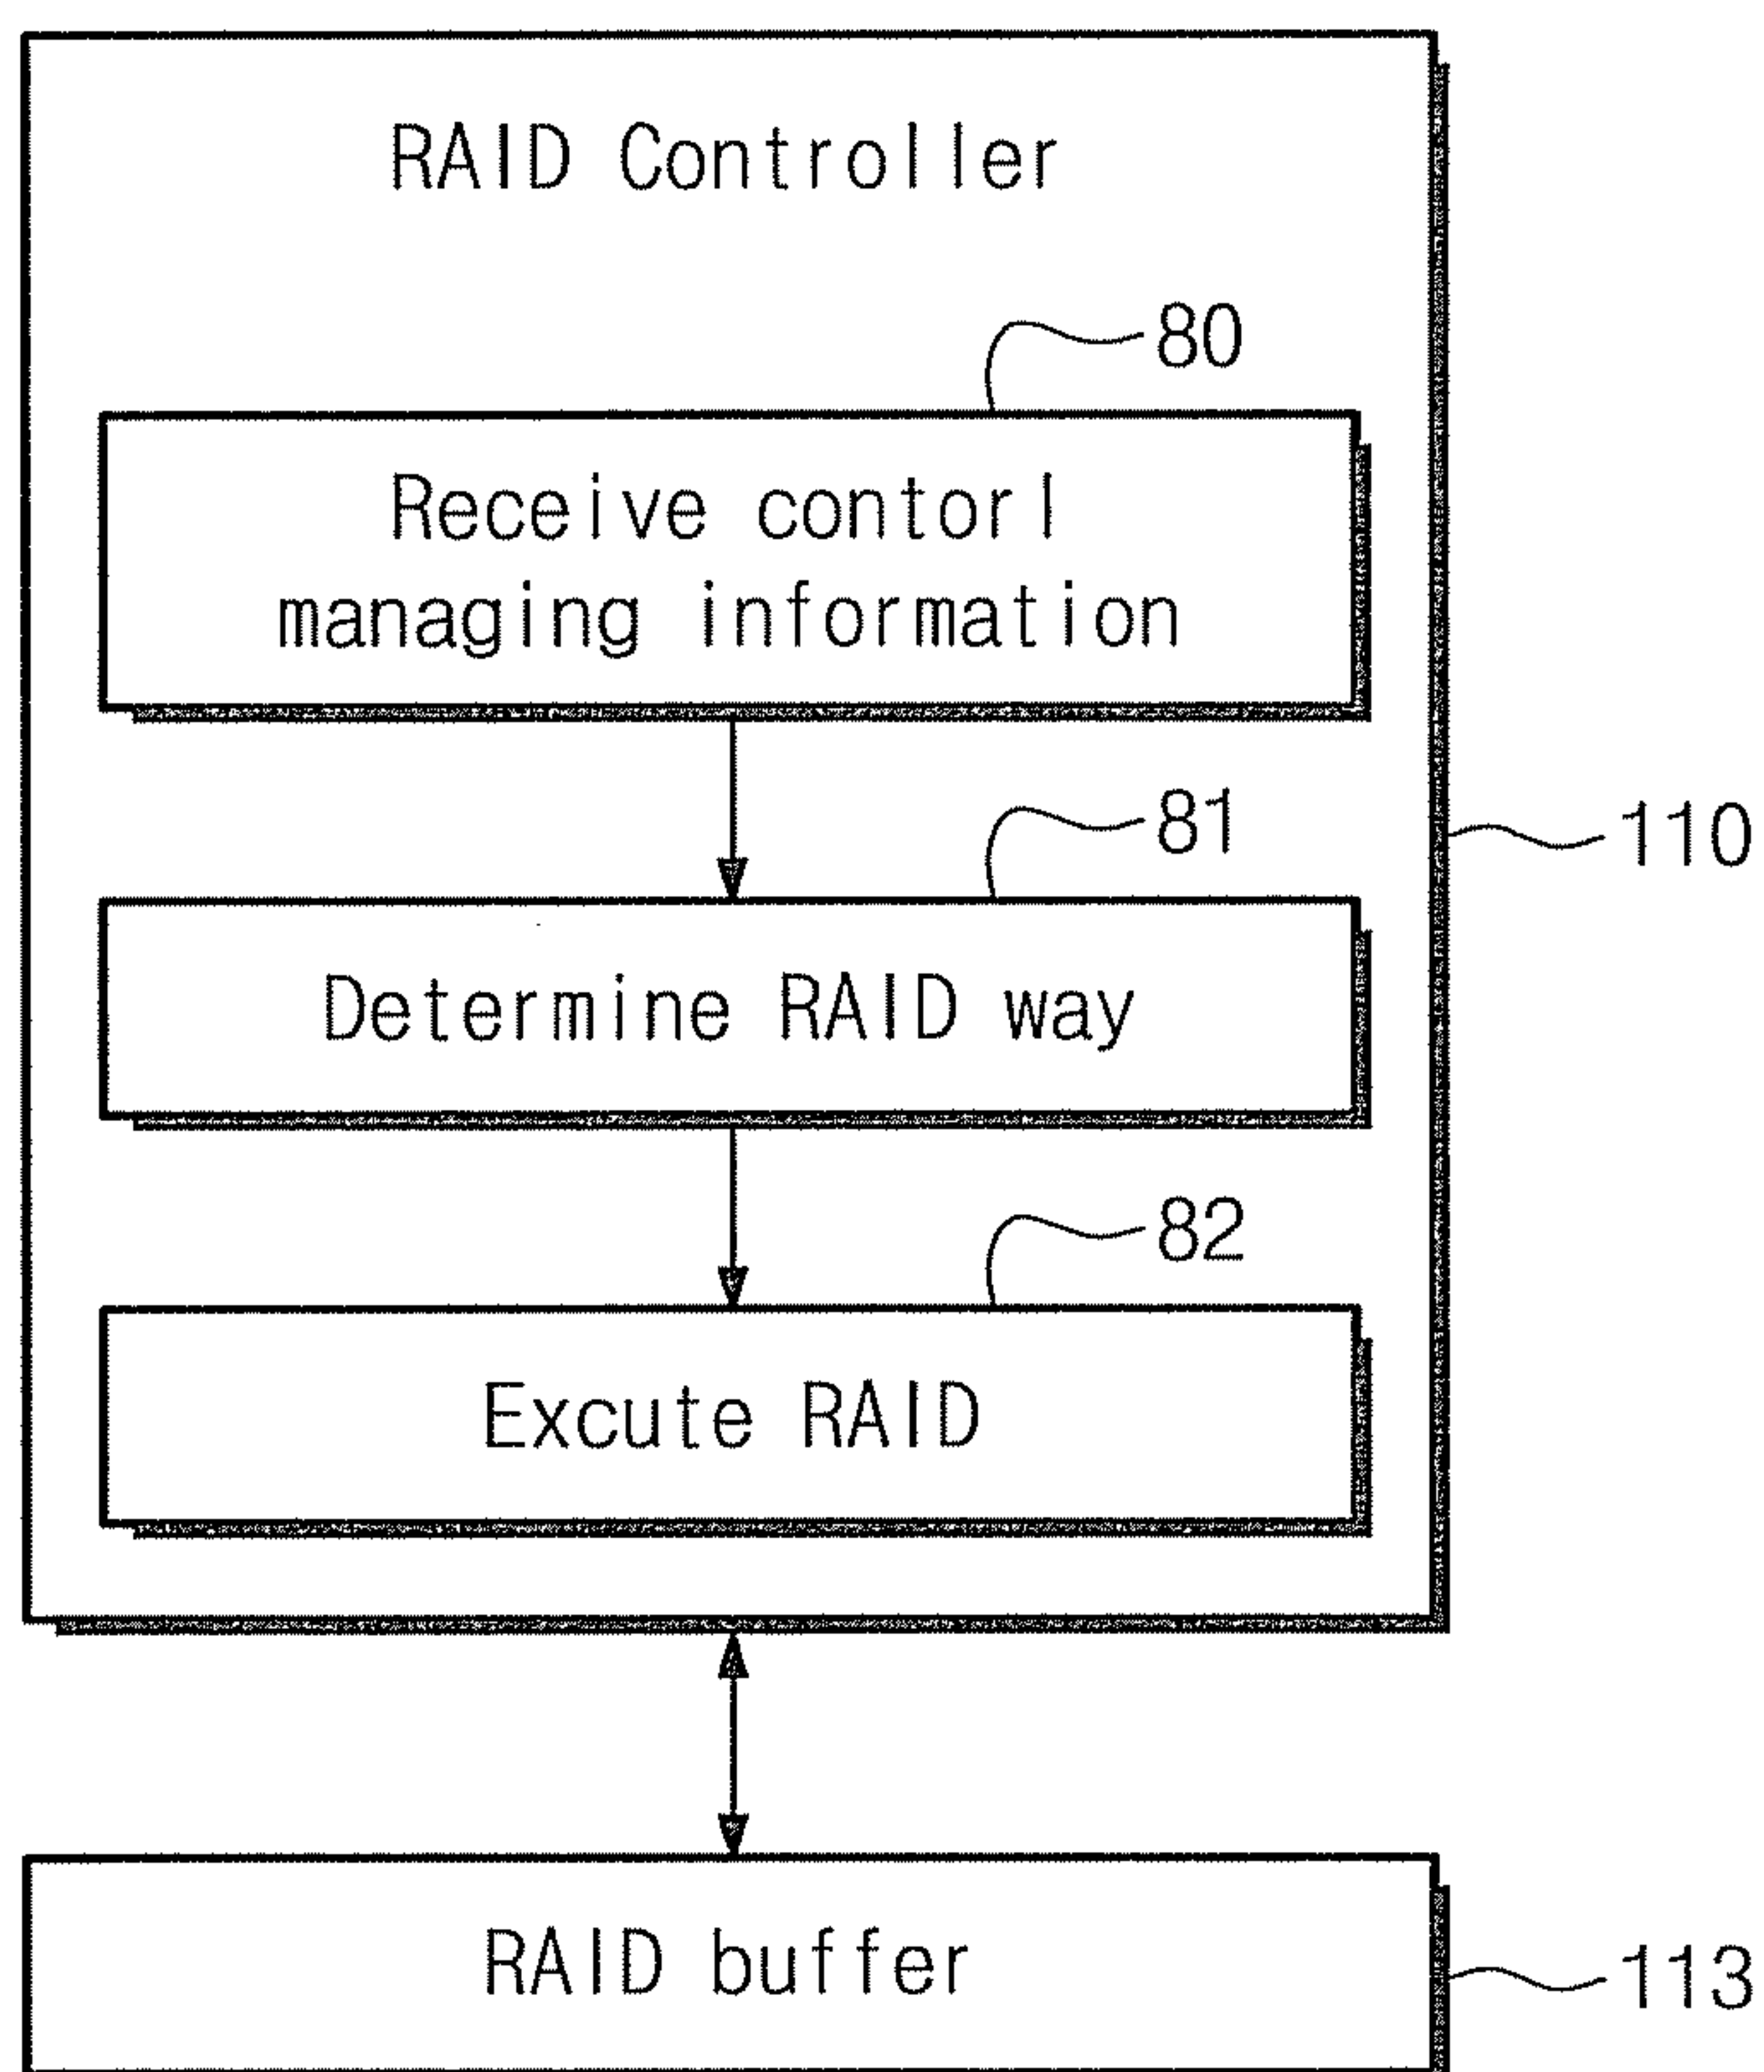 RAID Controller
80
Receive contorl
managing information
81
110
Determine RAID way
82
Excute RAID
RAID buffer
113